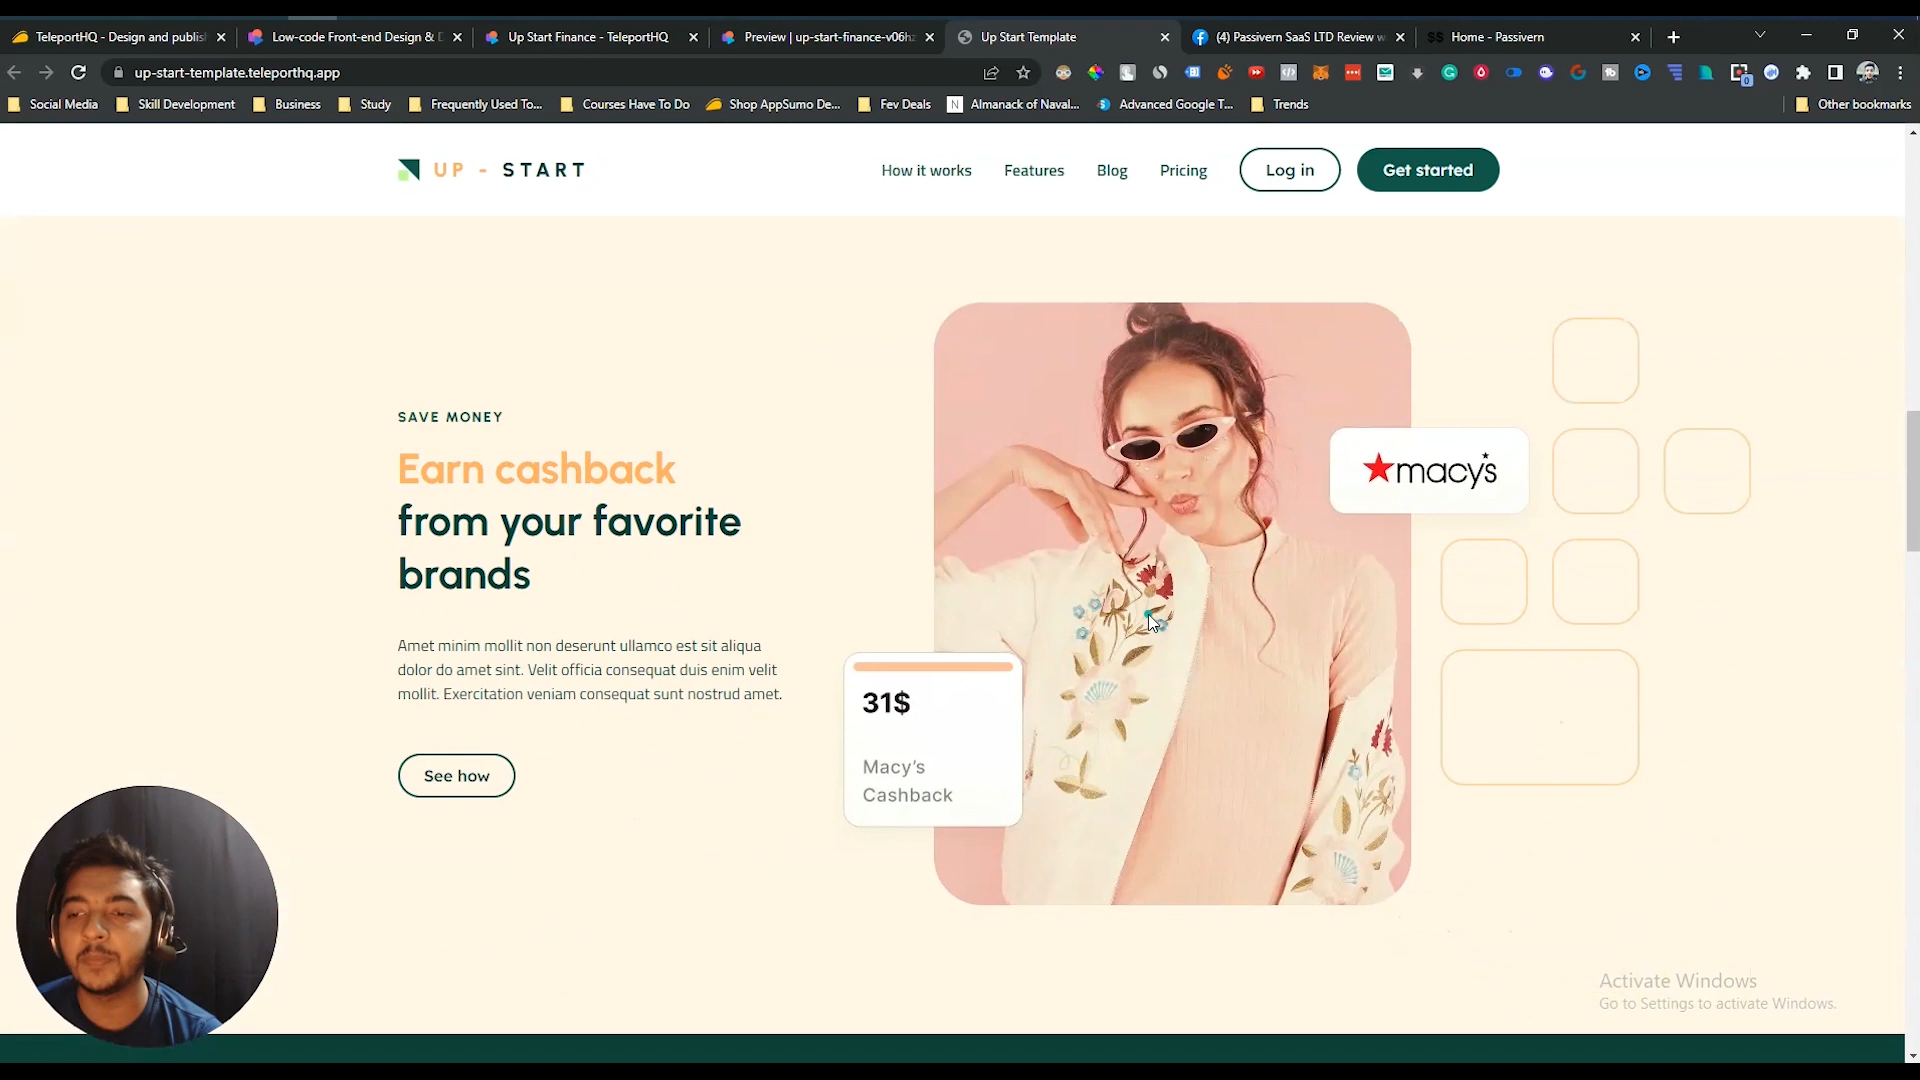 TeleportHQ - Design and publis
Low-code Front-end Design & D
Up Start Finance - TeleportHQ
Preview | up-start-finance-v06h
Up Start Template
(4) Passivern SaaS LTD Review w
Home - Passivern
up-start-template.teleporthq.app
Social Media
Skill Development
Business
Study
Frequently Used To...
Courses Have To Do
Shop AppSumo De...
Fev Deals
Almanack of Naval...
Advanced Google T...
Trends
Other bookmarks
UP - START
How it works
Features
Blog
Pricing
Log in
Get started
SAVE MONEY
Earn cashback
from your favorite
brands
Amet minim mollit non deserunt ullamco est sit aliqua
dolor do amet sint. Velit officia consequat duis enim velit
mollit. Exercitation veniam consequat sunt nostrud amet.
See how
macy's
31$
Macy's
Cashback
Activate Windows
Go to Settings to activate Windows.